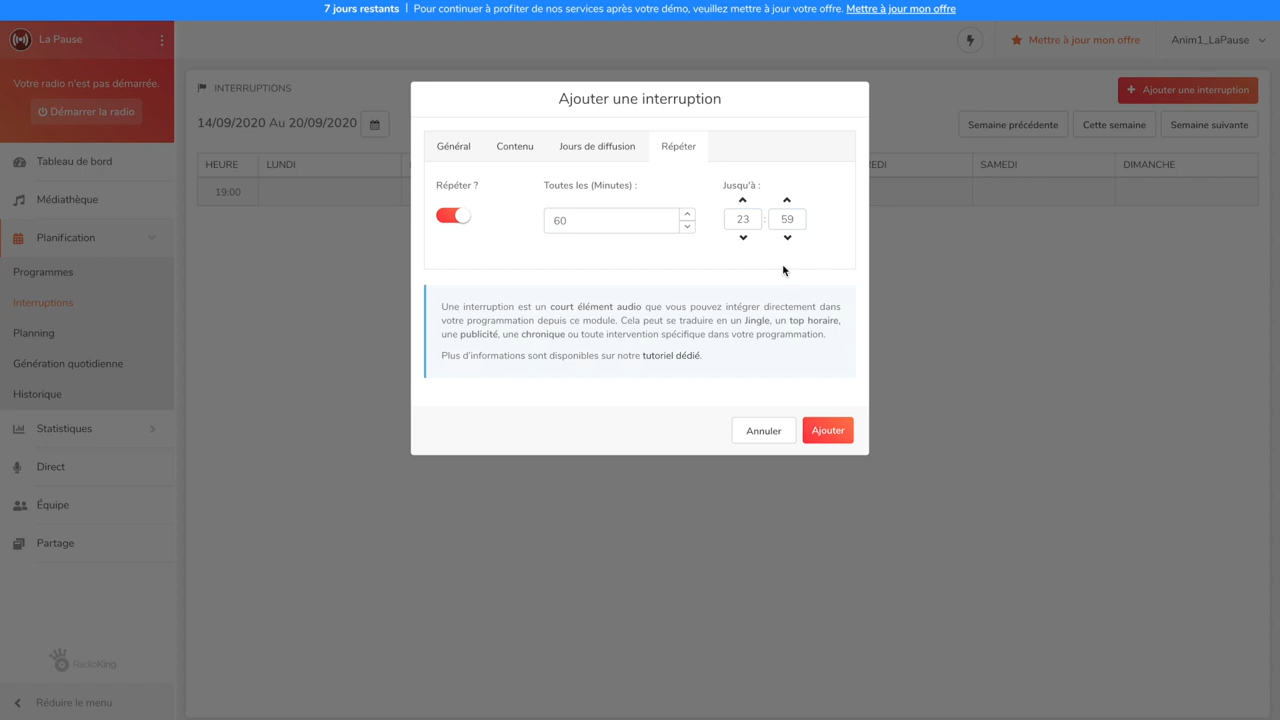 7 jours restants | Pour continuer à profiter de nos services après votre démo, veuillez mettre à jour votre offre. Mettre à jour mon offre
La Pause
Mettre à jour mon offre
Anim1_LaPause
Votre radio n'est pas démarrée.
Démarrer la radio
Tableau de bord
Médiathèque
Planification
Programmes
Interruptions
Planning
Génération quotidienne
Historique
Statistiques
Direct
Équipe
Partage
RadioKing
Réduire le menu
INTERRUPTIONS
+ Ajouter une interruption
14/09/2020 Au 20/09/2020
Semaine précédente
Cette semaine
Semaine suivante
HEURE
LUNDI
EDI
SAMEDI
DIMANCHE
19:00
Ajouter une interruption
Général
Contenu
Jours de diffusion
Répéter
Répéter ?
Toutes les (Minutes) :
Jusqu'à :
60
23 : 59
Une interruption est un court élément audio que vous pouvez intégrer directement dans
votre programmation depuis ce module. Cela peut se traduire en un Jingle, un top horaire,
une publicité, une chronique ou toute intervention spécifique dans votre programmation.
Plus d'informations sont disponibles sur notre tutoriel dédié.
Annuler
Ajouter